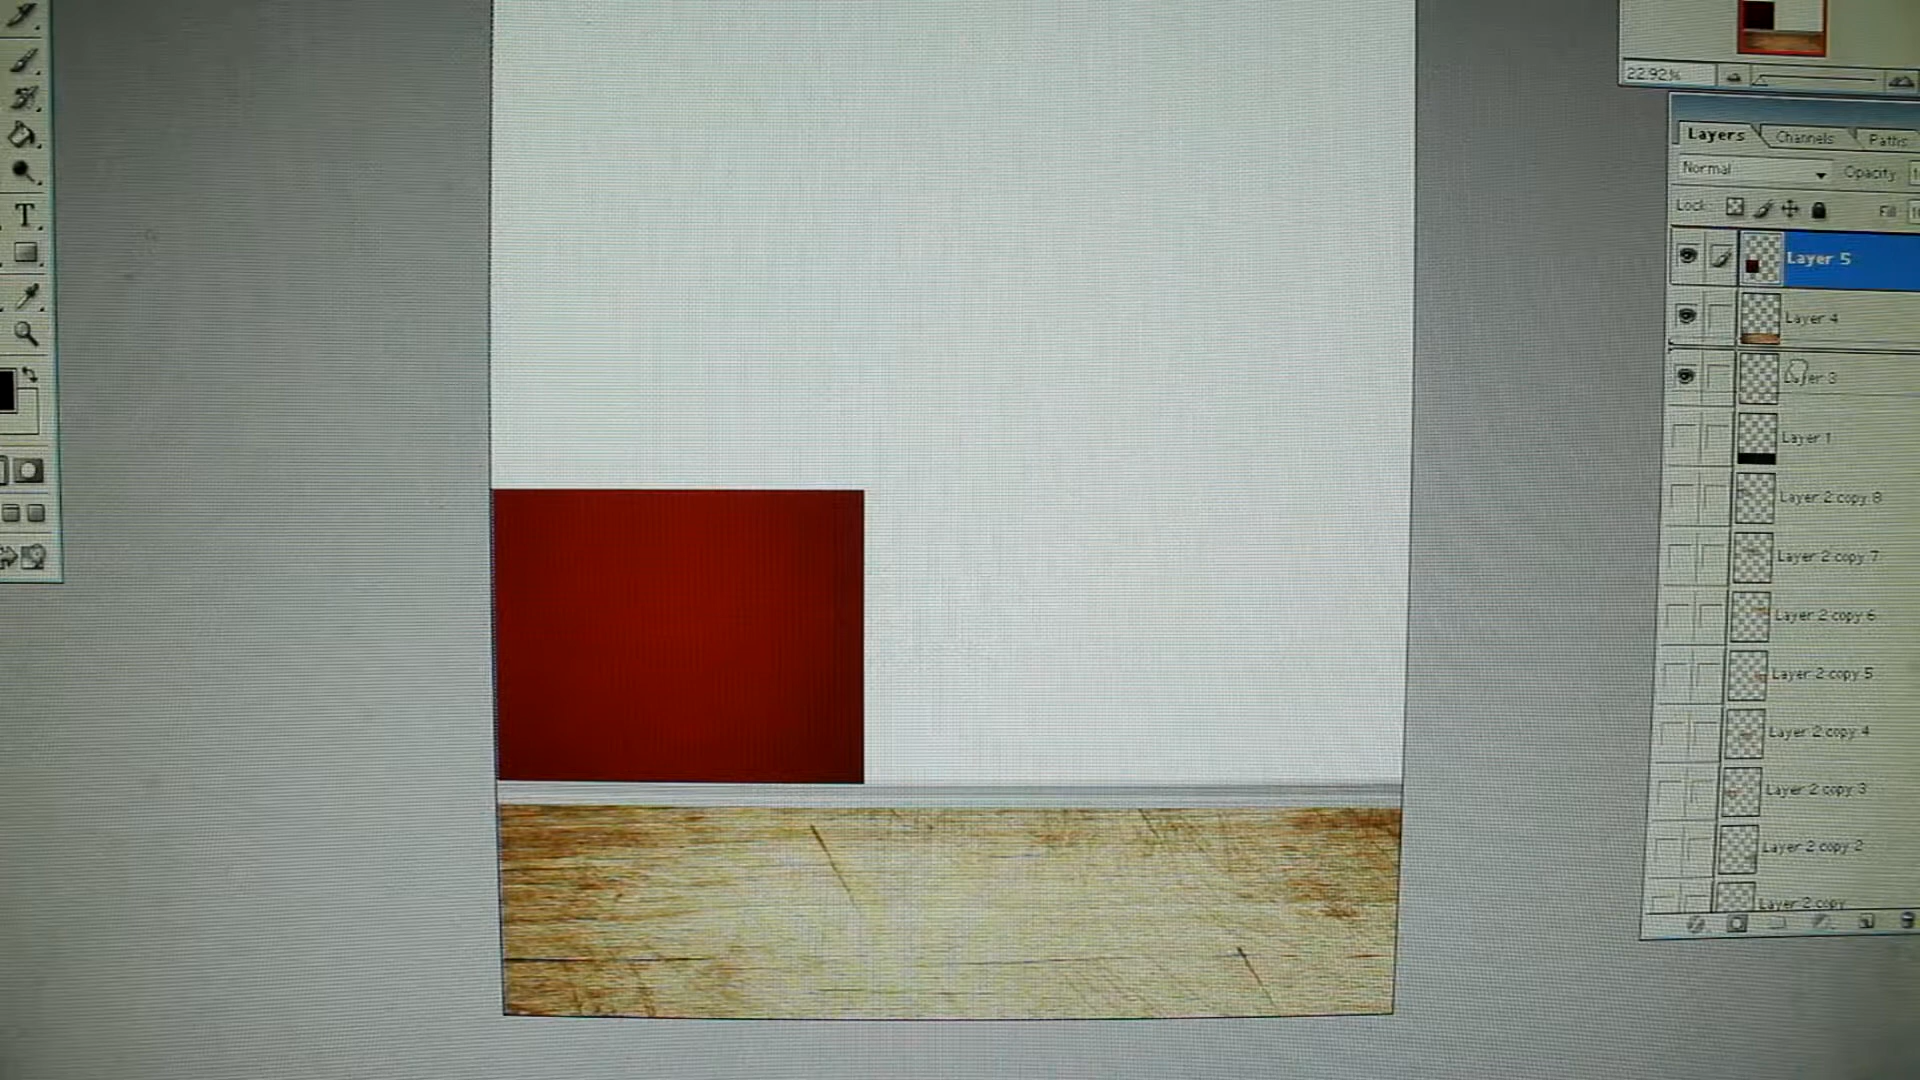 22.92%
Layers Channels Paths
Normal Opacity:
Lock: Fill:
T
Layer 5
Layer 4
Layer 3
Layer 1
Layer 2 copy 8
Layer 2 copy 7
Layer 2 copy 6
Layer 2 copy 5
Layer 2 copy 4
Layer 2 copy 3
Layer 2 copy 2
Layer 2 copy